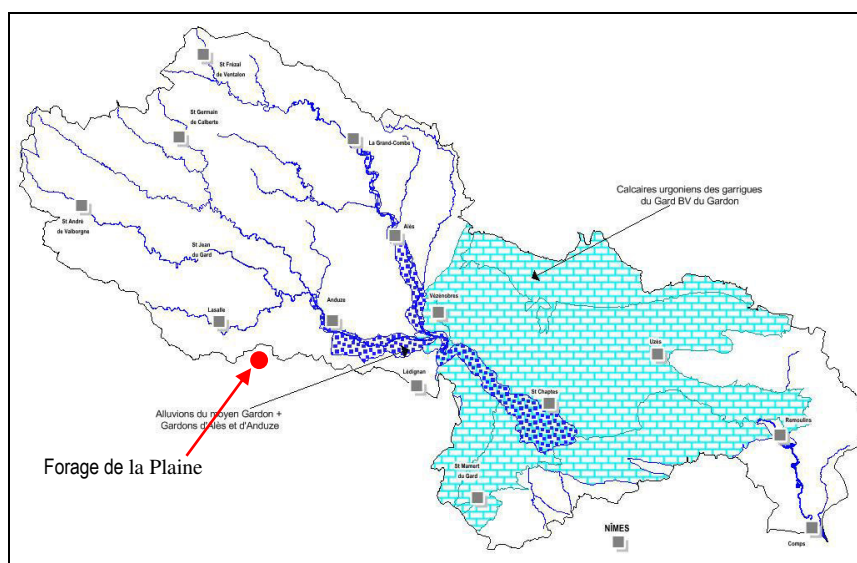 St Frézal
de Ventalon
St Germain
de Calberte
La Grand-Combe
Calcaires urgoniens des garrigues
du Gard BV du Gardon
St André
de Valborgne
Alès
St Jean
du Gard
Vézénobres
Anduze
Lasalle
Uzès
Lédignan
St Chaptes
Alluvions du moyen Gardon +
Gardons d'Alès et d'Anduze
Remoulins
Forage de la Plaine
St Mamert
du Gard
NÎMES
Comps